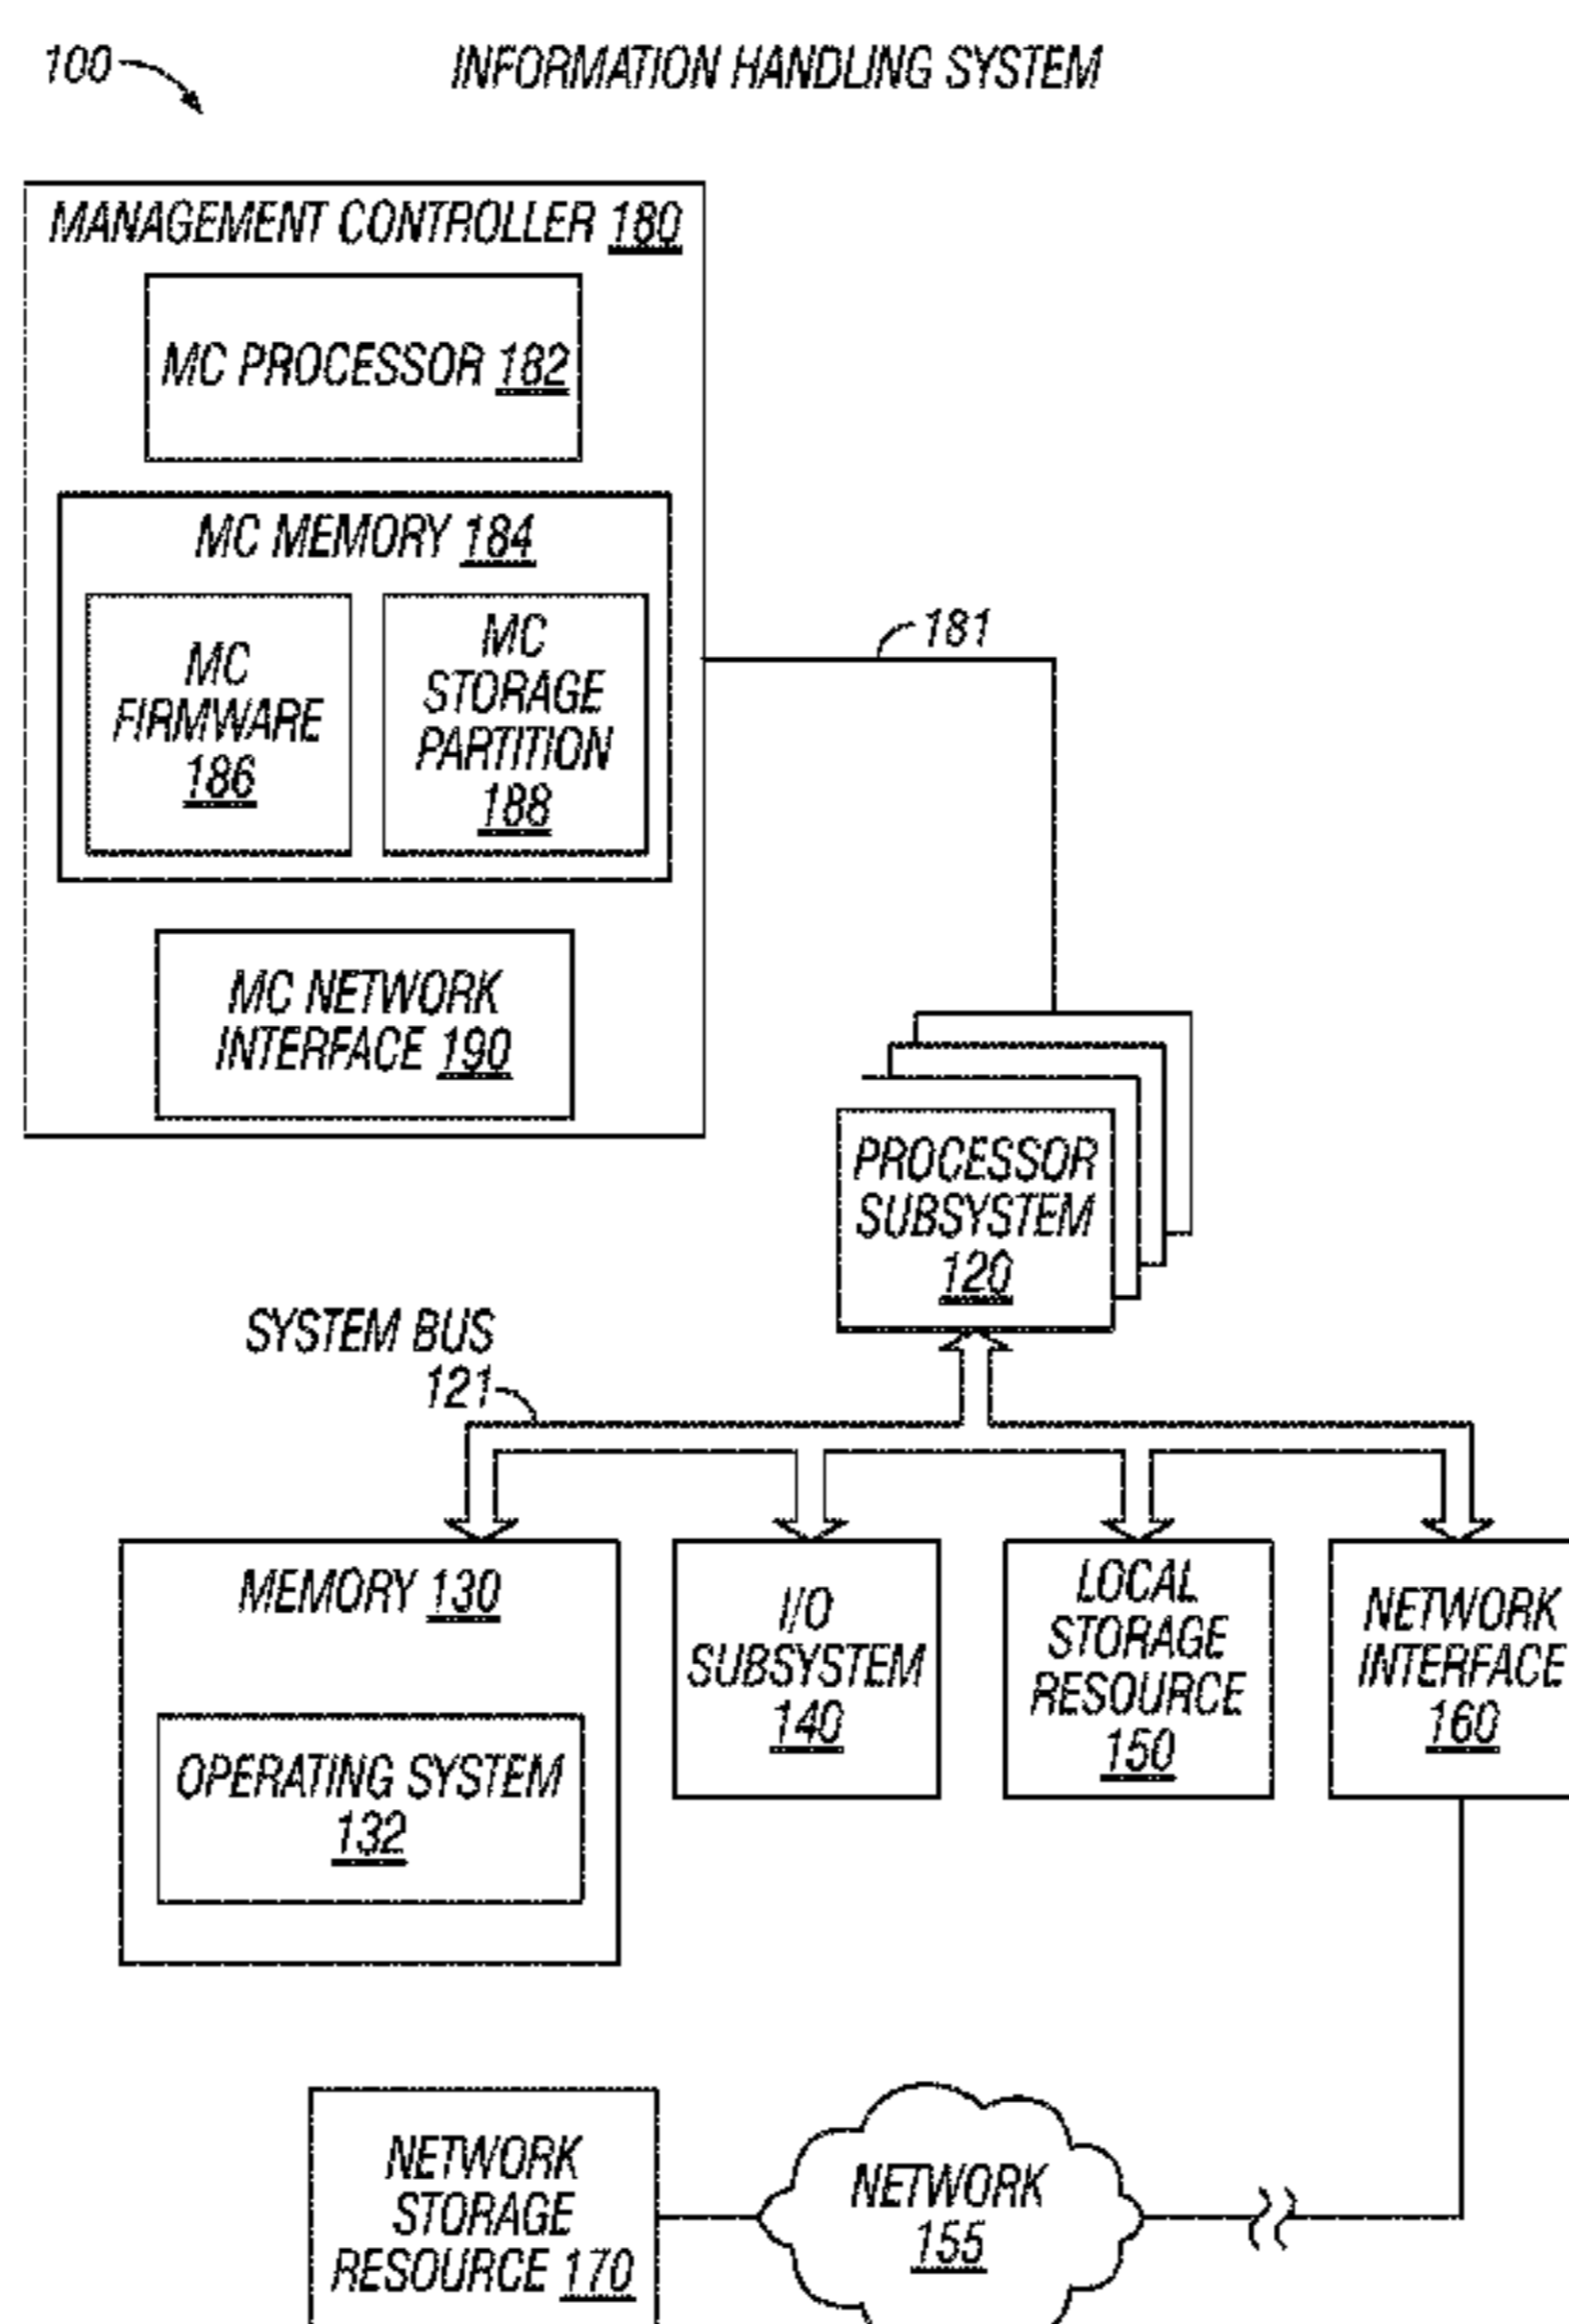 100
INFORMATION HANDLING SYSTEM
MANAGEMENT CONTROLLER 180
MC PROCESSOR 182
MC MEMORY 184
MC
FIRMWARE
186
MC
STORAGE
PARTITION
188
181
MC NETWORK
INTERFACE 190
PROCESSOR
SUBSYSTEM
120
SYSTEM BUS
121
MEMORY 130
OPERATING SYSTEM
132
I/O
SUBSYSTEM
140
LOCAL
STORAGE
RESOURCE
150
NETWORK
INTERFACE
160
NETWORK
STORAGE
RESOURCE 170
NETWORK
155